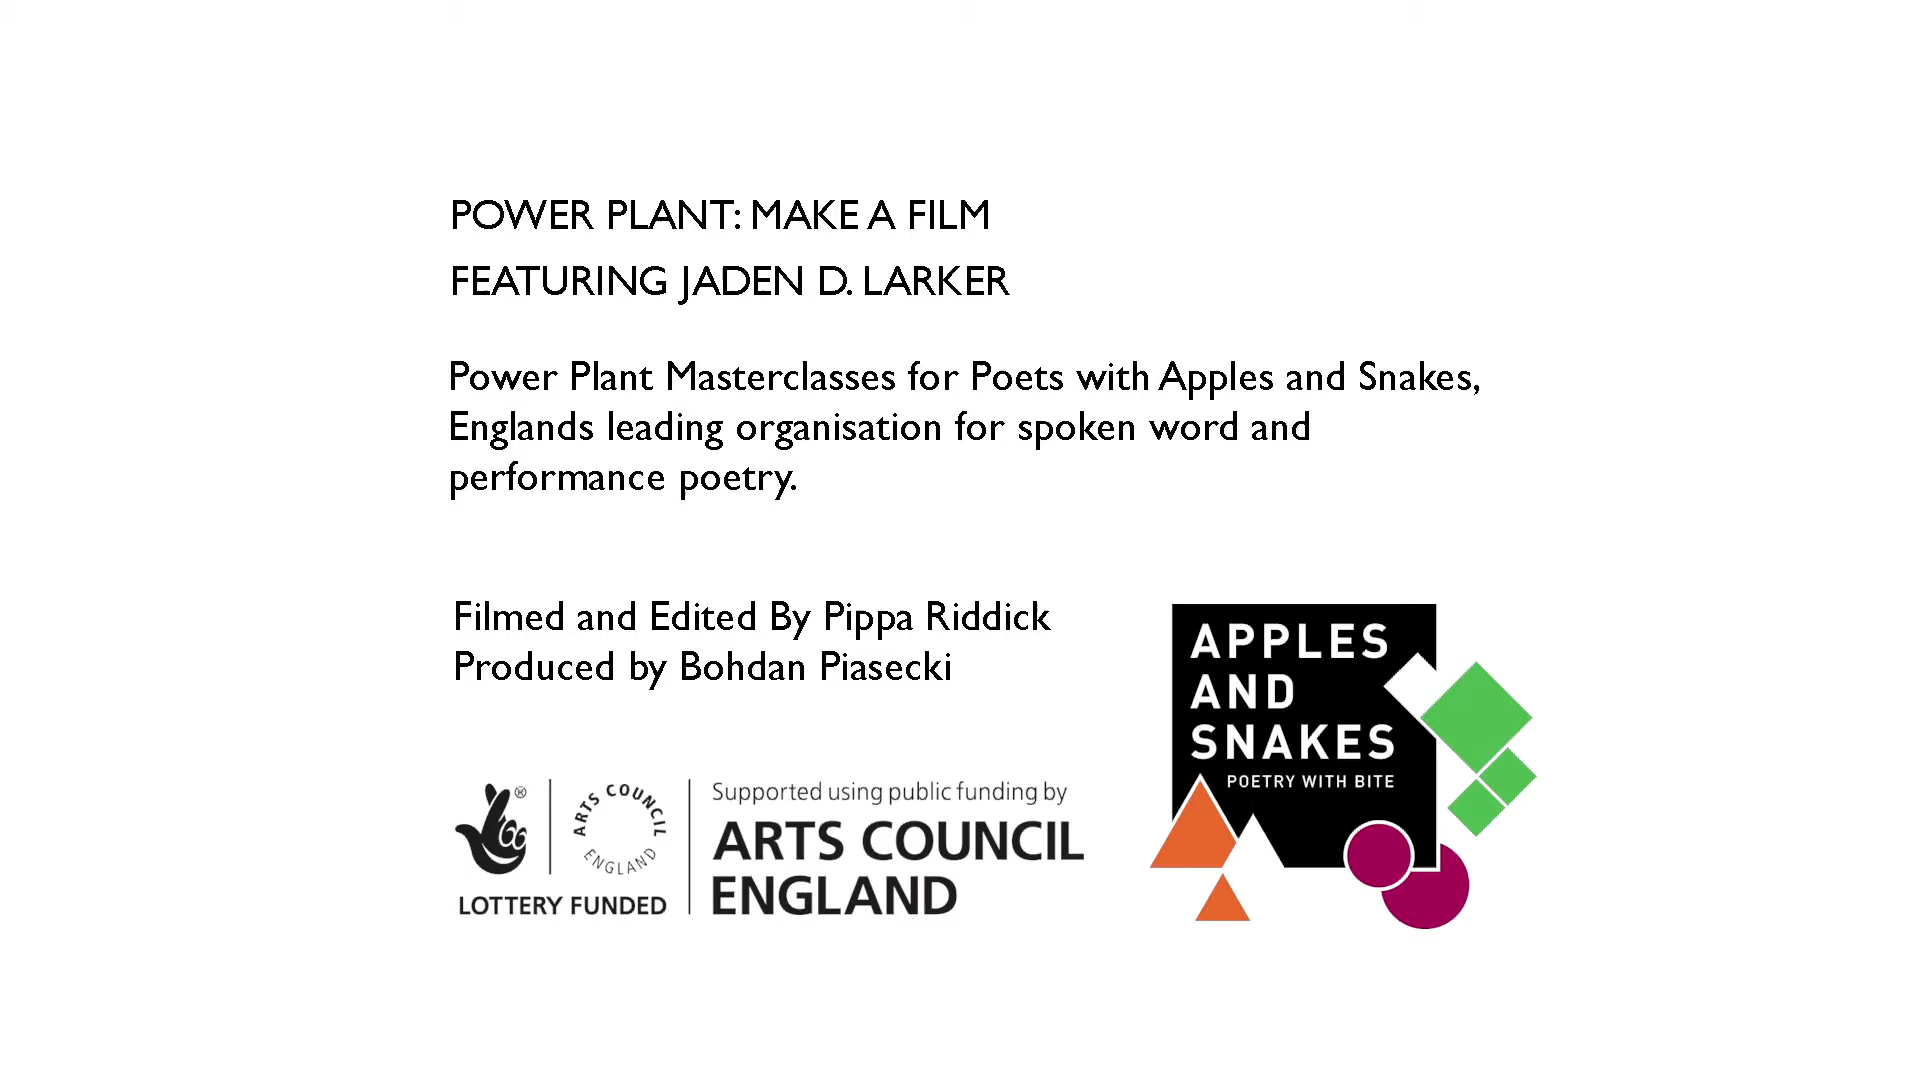 POWER PLANT: MAKE A FILM
FEATURING JADEN D. LARKER
Power Plant Masterclasses for Poets with Apples and Snakes,
Englands leading organisation for spoken word and
performance poetry.
Filmed and Edited By Pippa Riddick
Produced by Bohdan Piasecki
®
ARTS COUNCIL
ENGLAND
LOTTERY FUNDED
Supported using public funding by
ARTS COUNCIL
ENGLAND
APPLES
AND
SNAKES
POETRY WITH BITE